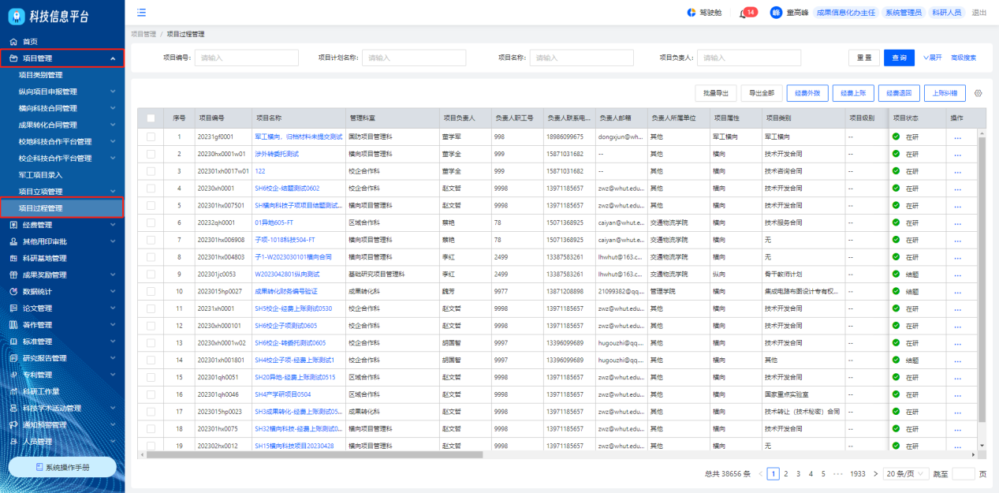 科技信息平台
驾驶舱 14 峰 童高峰 成果信息化办主任 系统管理员 科研人员 退出
首页
项目管理
项目类别管理
纵向项目申报管理
横向科技合同管理
成果转化合同管理
校地科技合作平台管理
校企科技合作平台管理
军工项目录入
项目立项管理
项目过程管理
经费管理
其他用印审批
科研基地管理
成果奖励管理
数据统计
论文管理
著作管理
标准管理
研究报告管理
专利管理
科研工作量
科技学术活动管理
通知预警管理
人员管理
系统操作手册
项目管理 / 项目过程管理
项目编号: 请输入 项目计划名称: 请输入 项目名称: 请输入 项目负责人: 请输入 重置 查询 展开 高级搜索
批量导出 导出全部 经费外拨 经费上账 经费退回 上账纠错
序号 项目编号 项目名称 管理科室 项目负责人 负责人职工号 负责人联系电... 负责人邮箱 负责人所属单位 项目属性 项目类别 项目级别 项目状态 操作
1 20231gf0001 军工横向，归档材料未提交测试 国防项目管理科 董学军 998 18986099675 dongxjun@wh... 其他 军工横向 军工横向 -- 在研 ...
2 20230hx0001w01 涉外转委托测试 横向项目管理科 董学全 999 15871031682 -- 其他 横向 技术开发合同 -- 在研 ...
3 202301xh0017w01 122 校企合作科 董学全 999 15871031682 -- 其他 横向 技术咨询合同 -- 在研 ...
4 20230xh0001 SH6校企-结题测试0602 校企合作科 赵文哲 9998 13971185657 zwz@whut.edu... 其他 横向 技术开发合同 -- 在研 ...
5 202301hx007501 SH横向科技子项项目结题测试... 横向项目管理科 赵文哲 9998 13971185657 zwz@whut.edu... 其他 横向 技术开发合同 -- 在研 ...
6 20232qh0001 01异地605-FT 区域合作科 蔡艳 78 15071368925 caiyan@whut.e... 交通物流学院 横向 技术服务合同 -- 在研 ...
7 202301hx006908 子项-1018科技504-FT 横向项目管理科 蔡艳 78 15071368925 caiyan@whut.e... 交通物流学院 横向 无 -- 在研 ...
8 202301hx004803 子1-W2023030101横向合同 横向项目管理科 李红 2499 13387583261 lhwhut@163.c... 交通物流学院 横向 无 -- 在研 ...
9 202301jc0053 W2023042801纵向测试 基础研究项目管理科 李红 2499 13387583261 lhwhut@163.c... 交通物流学院 纵向 骨干教师计划 -- 结题 ...
10 2023015hp0027 成果转化财务编号验证 成果转化科 魏芳 9977 13871208898 21099382@qq.... 管理学院 横向 集成电路布图设计专有权... -- 结题 ...
11 20231xh0001 SH5校企-经费上账测试0530 校企合作科 赵文哲 9998 13971185657 zwz@whut.edu... 其他 横向 技术开发合同 -- 在研 ...
12 20230xh000101 SH6校企子项测试0605 校企合作科 赵文哲 9998 13971185657 zwz@whut.edu... 其他 横向 技术开发合同 -- 在研 ...
13 20230xh0001w02 SH6校企-转委托测试0605 校企合作科 胡国智 9997 13396099689 hugouzhi@qq.... 其他 横向 技术开发合同 -- 在研 ...
14 202301xh001801 SH4校企子项-经费上账测试1 校企合作科 胡国智 9997 13396099689 hugouzhi@qq.... 其他 横向 其他 -- 结题 ...
15 202301qh0051 SH20异地-经费上账测试0515 区域合作科 赵文哲 9998 13971185657 zwz@whut.edu... 其他 横向 技术开发合同 -- 在研 ...
16 202301qh0046 SH4产学研项目0504 区域合作科 赵文哲 9998 13971185657 zwz@whut.edu... 其他 横向 国家重点实验室 -- 在研 ...
17 2023015hp0023 SH3成果转化-经费上账测试05... 成果转化科 赵文哲 9998 13971185657 zwz@whut.edu... 其他 横向 技术转让（技术秘密）合同 -- 在研 ...
18 202301hx0075 SH32横向科技-经费上账测试0... 横向项目管理科 赵文哲 9998 13971185657 zwz@whut.edu... 其他 横向 技术开发合同 -- 在研 ...
19 202302hx0012 SH15横向科技项目20230428 横向项目管理科 赵文哲 9998 13971185657 zwz@whut.edu... 其他 横向 无 -- 在研 ...
总共 38656 条 < 1 2 3 4 5 ··· 1933 > 20 条/页 跳至 页